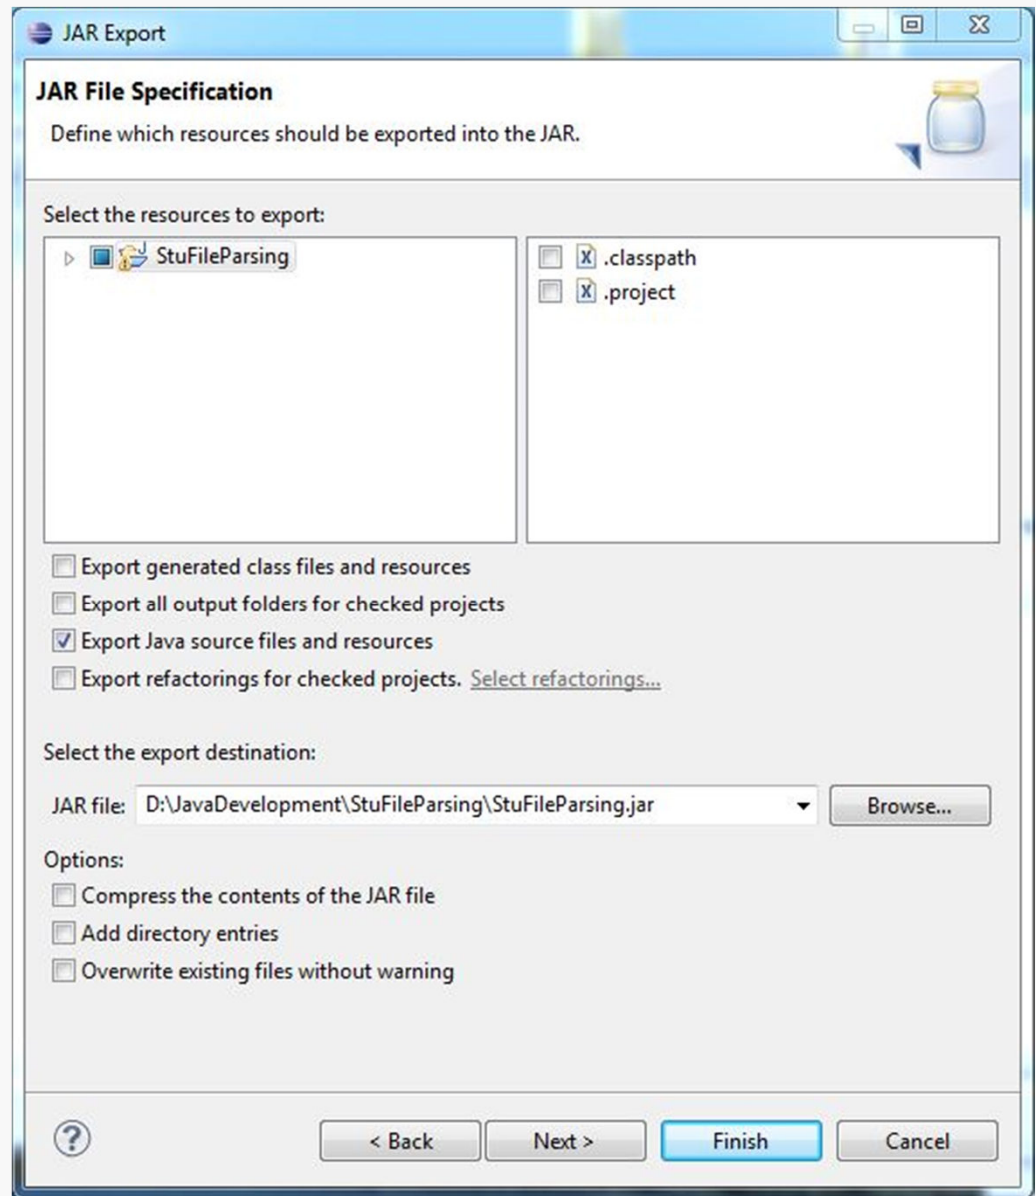 JAR Export
JAR File Specification
Define which resources should be exported into the JAR.
Select the resources to export:
StuFileParsing
.classpath
.project
Export generated class files and resources
Export all output folders for checked projects
Export Java source files and resources
Export refactorings for checked projects. Select refactorings...
Select the export destination:
JAR file: D:\JavaDevelopment\StuFileParsing\StuFileParsing.jar Browse...
Options:
Compress the contents of the JAR file
Add directory entries
Overwrite existing files without warning
? < Back Next > Finish Cancel